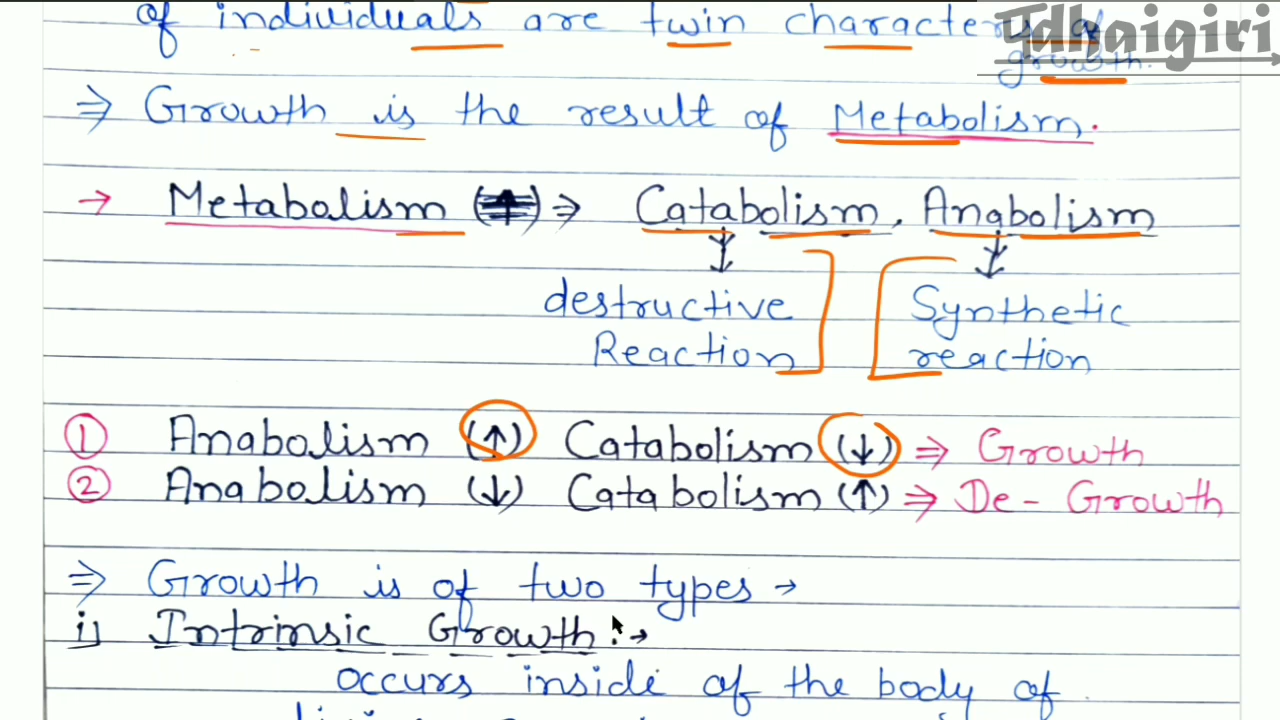 of individuals are twin characters of
growth.
Pdhaigiri
⇒ Growth is the result of Metabolism.
→ Metabolism (↑) ⇒ Catabolism, Anabolism
destructive Reaction
Synthetic reaction
① Anabolism (↑) Catabolism (↓) ⇒ Growth
② Anabolism (↓) Catabolism (↑) ⇒ De-Growth
⇒ Growth is of two types →
i) Intrinsic Growth :→
occurs inside of the body of